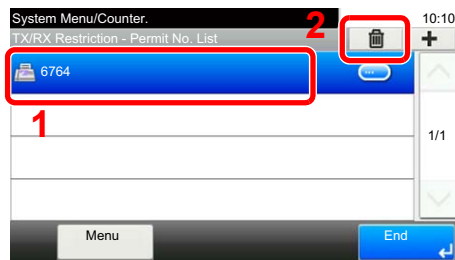 System Menu/Counter.
2
10:10
TX/RX Restriction - Permit No. List
6764
1
1/1
Menu
End